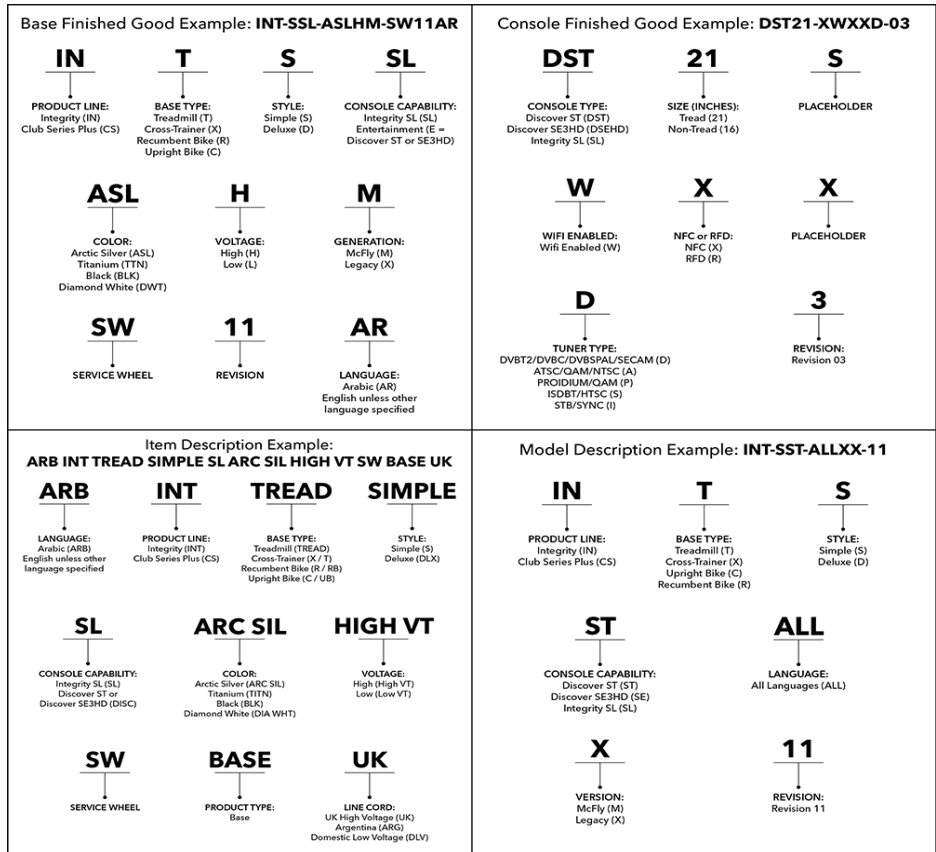 Base Finished Good Example: INT-SSL-ASLHM-SW11AR
IN
PRODUCT LINE:
Integrity (IN)
Club Series Plus (CS)
T
BASE TYPE:
Treadmill (T)
Cross-Trainer (X)
Recumbent Bike (R)
Upright Bike (C)
S
STYLE:
Simple (S)
Deluxe (D)
SL
CONSOLE CAPABILITY:
Integrity SL (SL)
Entertainment (E =
Discover ST or SE3HD)
ASL
COLOR:
Arctic Silver (ASL)
Titanium (TTN)
Black (BLK)
Diamond White (DWT)
H
VOLTAGE:
High (H)
Low (L)
M
GENERATION:
McFly (M)
Legacy (X)
SW
SERVICE WHEEL
11
REVISION
AR
LANGUAGE:
Arabic (AR)
English unless other
language specified
Console Finished Good Example: DST21-XWXXD-03
DST
CONSOLE TYPE:
Discover ST (DST)
Discover SE3HD (DSEHD)
Integrity SL (SL)
21
SIZE (INCHES):
Tread (21)
Non-Tread (16)
S
PLACEHOLDER
W
WIFI ENABLED:
Wifi Enabled (W)
X
NFC or RFD:
NFC (X)
RFD (R)
X
PLACEHOLDER
D
TUNER TYPE:
DVBT2/DVBC/DVBSPAL/SECAM (D)
ATSC/QAM/NTSC (A)
PROIDIUM/QAM (P)
ISDBT/HTSC (S)
STB/SYNC (I)
3
REVISION:
Revision 03
Item Description Example:
ARB INT TREAD SIMPLE SL ARC SIL HIGH VT SW BASE UK
ARB
LANGUAGE:
Arabic (ARB)
English unless other
language specified
INT
PRODUCT LINE:
Integrity (INT)
Club Series Plus (CS)
TREAD
BASE TYPE:
Treadmill (TREAD)
Cross-Trainer (X / T)
Recumbent Bike (R / RB)
Upright Bike (C / UB)
SIMPLE
STYLE:
Simple (S)
Deluxe (DLX)
SL
CONSOLE CAPABILITY:
Integrity SL (SL)
Discover ST or
Discover SE3HD (DISC)
ARC SIL
COLOR:
Arctic Silver (ARC SIL)
Titanium (TITN)
Black (BLK)
Diamond White (DIA WHT)
HIGH VT
VOLTAGE:
High (High VT)
Low (Low VT)
SW
SERVICE WHEEL
BASE
PRODUCT TYPE:
Base
UK
LINE CORD:
UK High Voltage (UK)
Argentina (ARG)
Domestic Low Voltage (DLV)
Model Description Example: INT-SST-ALLXX-11
IN
PRODUCT LINE:
Integrity (IN)
Club Series Plus (CS)
T
BASE TYPE:
Treadmill (T)
Cross-Trainer (X)
Upright Bike (C)
Recumbent Bike (R)
S
STYLE:
Simple (S)
Deluxe (D)
ST
CONSOLE CAPABILITY:
Discover ST (ST)
Discover SE3HD (SE)
Integrity SL (SL)
ALL
LANGUAGE:
All Languages (ALL)
X
VERSION:
McFly (M)
Legacy (X)
11
REVISION:
Revision 11